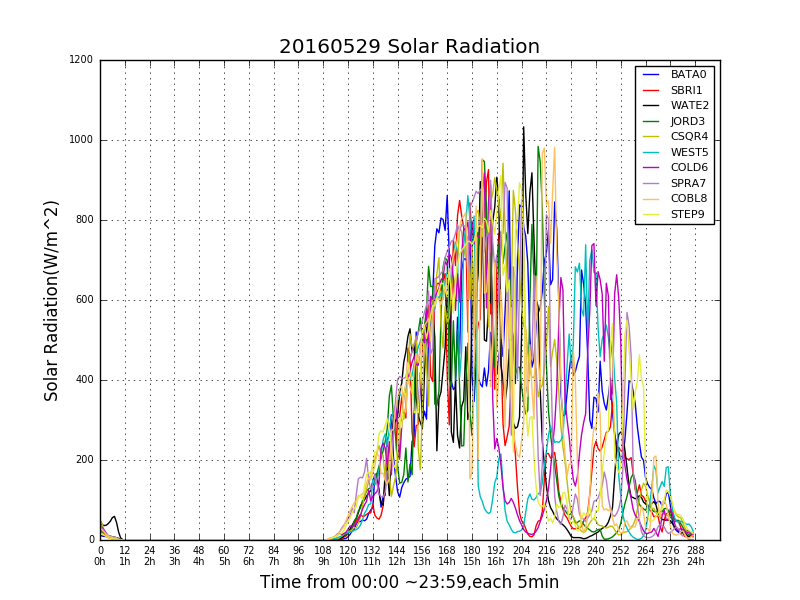 20160529 Solar Radiation
1200
1000
800
600
400
200
0
Solar Radiation(W/m^2)
BATA0
SBRI1
WATE2
JORD3
CSQR4
WEST5
COLD6
SPRA7
COBL8
STEP9
0 12 24 36 48 60 72 84 96 108 120 132 144 156 168 180 192 204 216 228 240 252 264 276 288
0h 1h 2h 3h 4h 5h 6h 7h 8h 9h 10h 11h 12h 13h 14h 15h 16h 17h 18h 19h 20h 21h 22h 23h 24h
Time from 00:00 ~23:59,each 5min